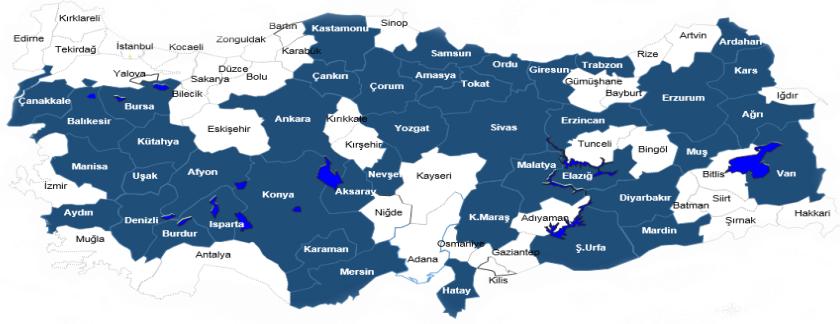 Kırklareli
Edirne
Tekirdağ
İstanbul
Kocaeli
Zonguldak
Bartın
Karabük
Kastamonu
Sinop
Samsun
Ordu
Giresun
Trabzon
Rize
Artvin
Ardahan
Kars
Iğdır
Yalova
Sakarya
Düzce
Bolu
Bilecik
Çankırı
Çorum
Amasya
Tokat
Gümüşhane
Bayburt
Erzurum
Ağrı
Çanakkale
Bursa
Balıkesir
Eskişehir
Ankara
Kırıkkale
Kırşehir
Yozgat
Sivas
Erzincan
Tunceli
Bingöl
Muş
Kütahya
Manisa
Uşak
Afyon
Konya
Aksaray
Nevşel
Kayseri
Malatya
Elazığ
Diyarbakır
Bitlis
Van
İzmir
Aydın
Denizli
Isparta
Burdur
Muğla
Antalya
Karaman
Mersin
Niğde
Adana
K.Maraş
Osmaniye
Adıyaman
Gaziantep
Kilis
Hatay
Ş.Urfa
Mardin
Batman
Siirt
Şırnak
Hakkari